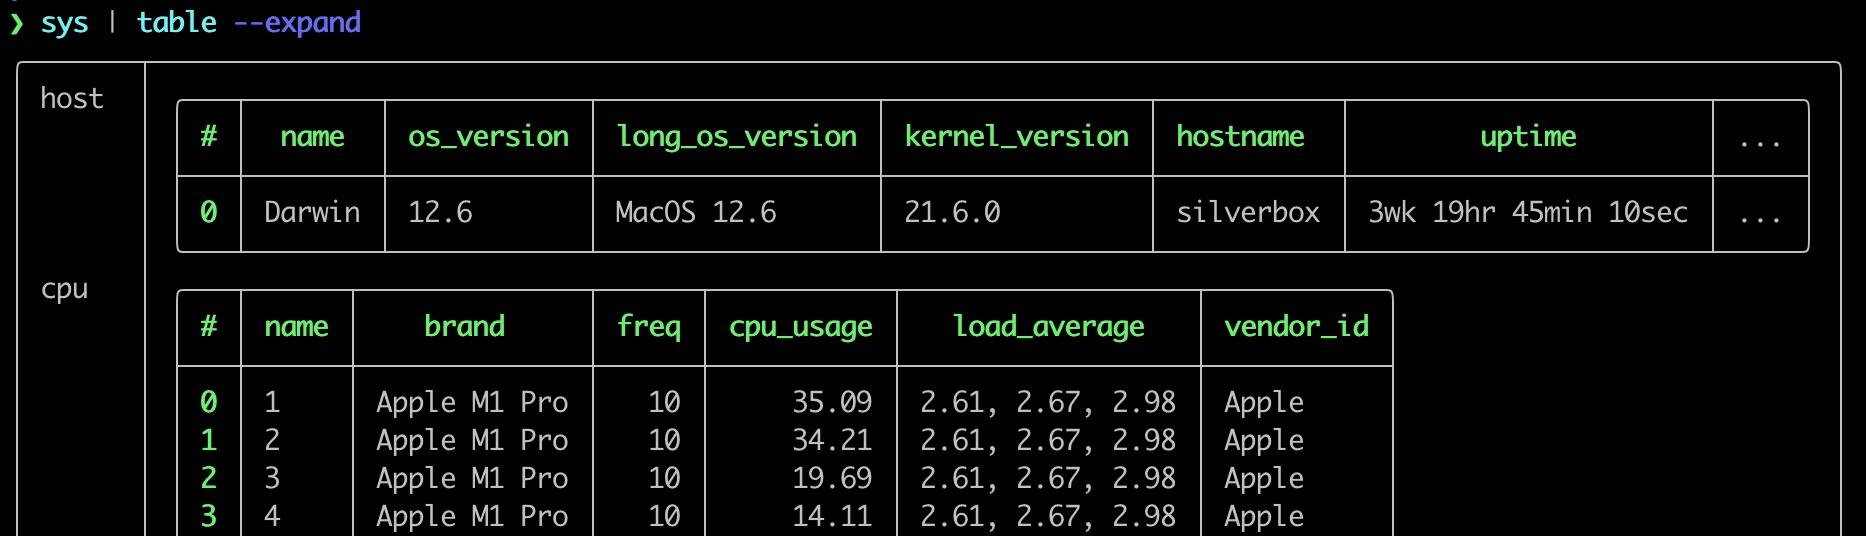 ❯ sys | table --expand
host
# name os_version long_os_version kernel_version hostname uptime ...
0 Darwin 12.6 MacOS 12.6 21.6.0 silverbox 3wk 19hr 45min 10sec ...
cpu
# name brand freq cpu_usage load_average vendor_id
0 1 Apple M1 Pro 10 35.09 2.61, 2.67, 2.98 Apple
1 2 Apple M1 Pro 10 34.21 2.61, 2.67, 2.98 Apple
2 3 Apple M1 Pro 10 19.69 2.61, 2.67, 2.98 Apple
3 4 Apple M1 Pro 10 14.11 2.61, 2.67, 2.98 Apple